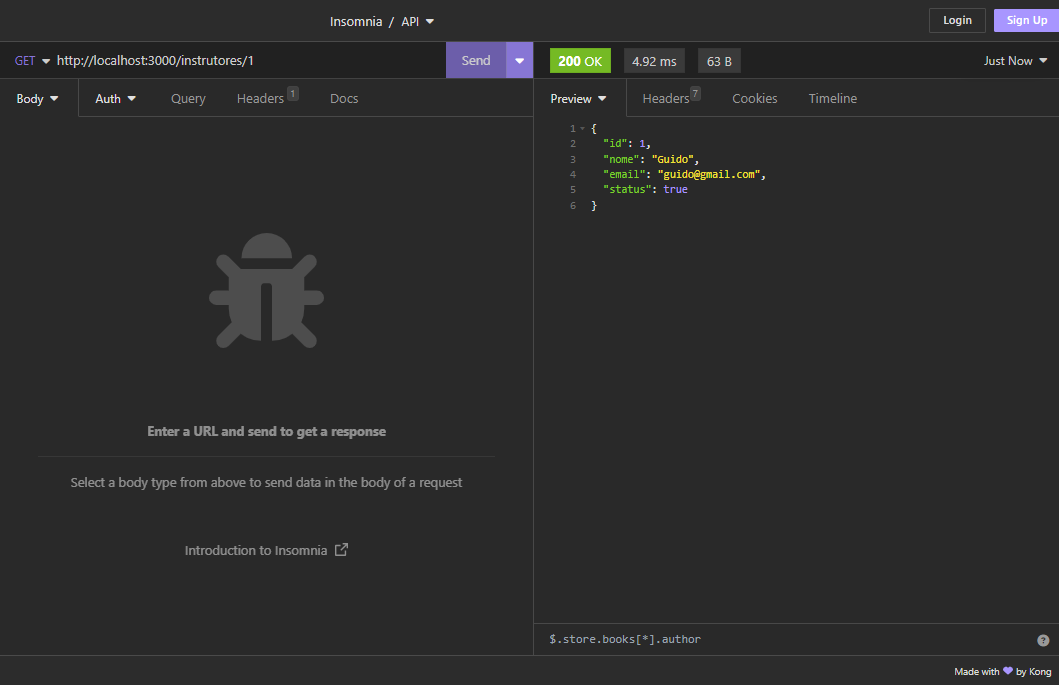 Insomnia / API
Login
Sign Up
GET http://localhost:3000/instrutores/1
Send
200 OK
4.92 ms
63 B
Just Now
Body
Auth
Query
Headers 1
Docs
Preview
Headers 7
Cookies
Timeline
1 {
2 "id": 1,
3 "nome": "Guido",
4 "email": "guido@gmail.com",
5 "status": true
6 }
Enter a URL and send to get a response
Select a body type from above to send data in the body of a request
Introduction to Insomnia
$.store.books[*].author
?
Made with 💜 by Kong